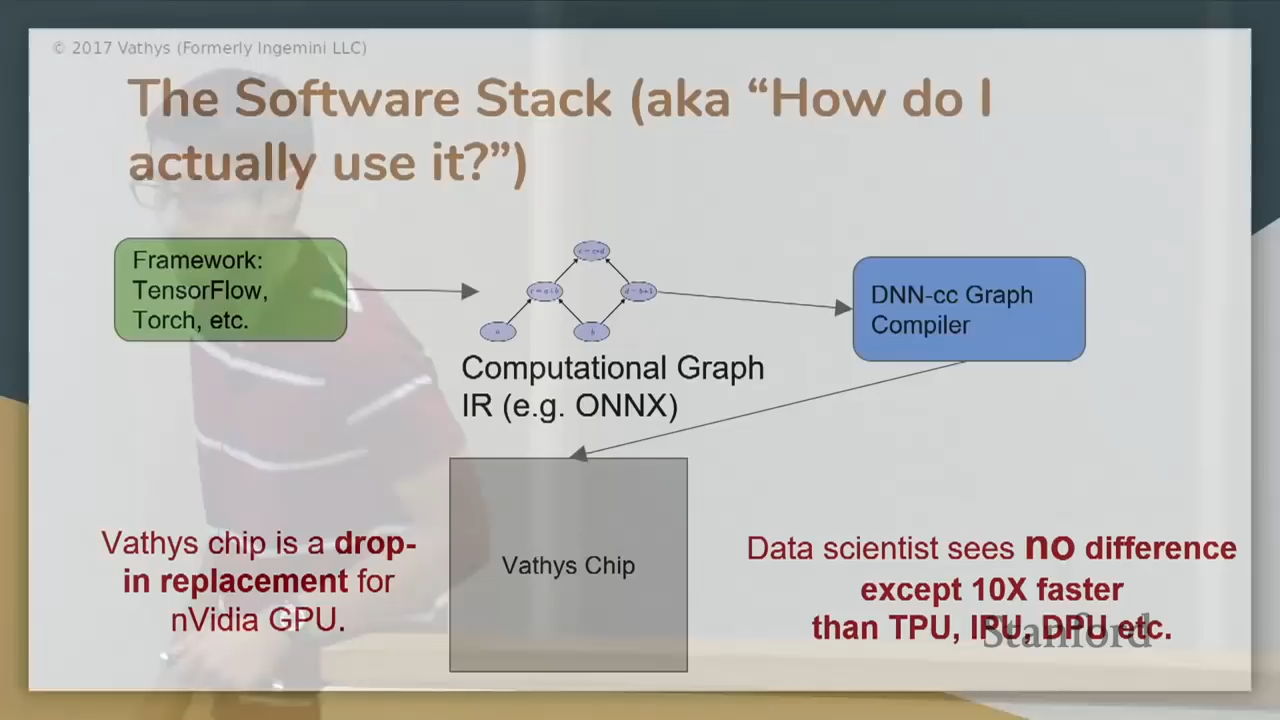 © 2017 Vathys (Formerly Ingemini LLC)
The Software Stack (aka “How do I
actually use it?”)
Framework:
TensorFlow,
Torch, etc.
DNN-cc Graph
Compiler
Computational Graph
IR (e.g. ONNX)
Vathys Chip
Vathys chip is a drop-
in replacement for
nVidia GPU.
Data scientist sees no difference
except 10X faster
than TPU, IPU, DPU etc.
Stanford